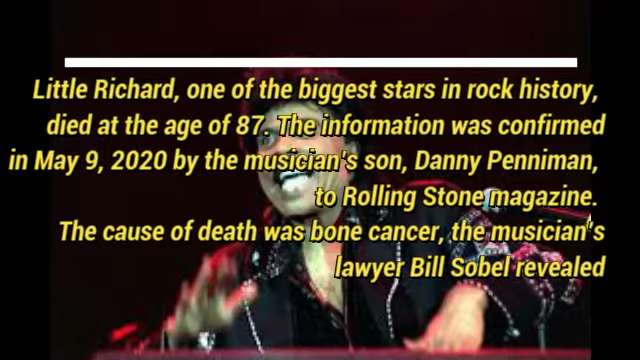 Little Richard, one of the biggest stars in rock history,
died at the age of 87. The information was confirmed
in May 9, 2020 by the musician's son, Danny Penniman,
to Rolling Stone magazine.
The cause of death was bone cancer, the musician's
lawyer Bill Sobel revealed